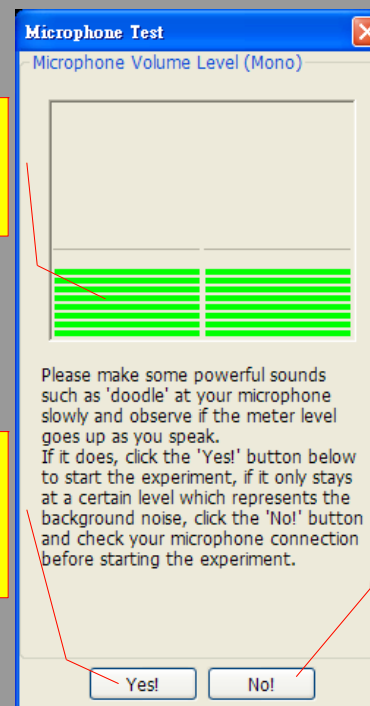 Microphone Test
Microphone Volume Level (Mono)
Please make some powerful sounds
such as 'doodle' at your microphone
slowly and observe if the meter level
goes up as you speak.
If it does, click the 'Yes!' button below
to start the experiment, if it only stays
at a certain level which represents the
background noise, click the 'No!' button
and check your microphone connection
before starting the experiment.
Yes!
No!